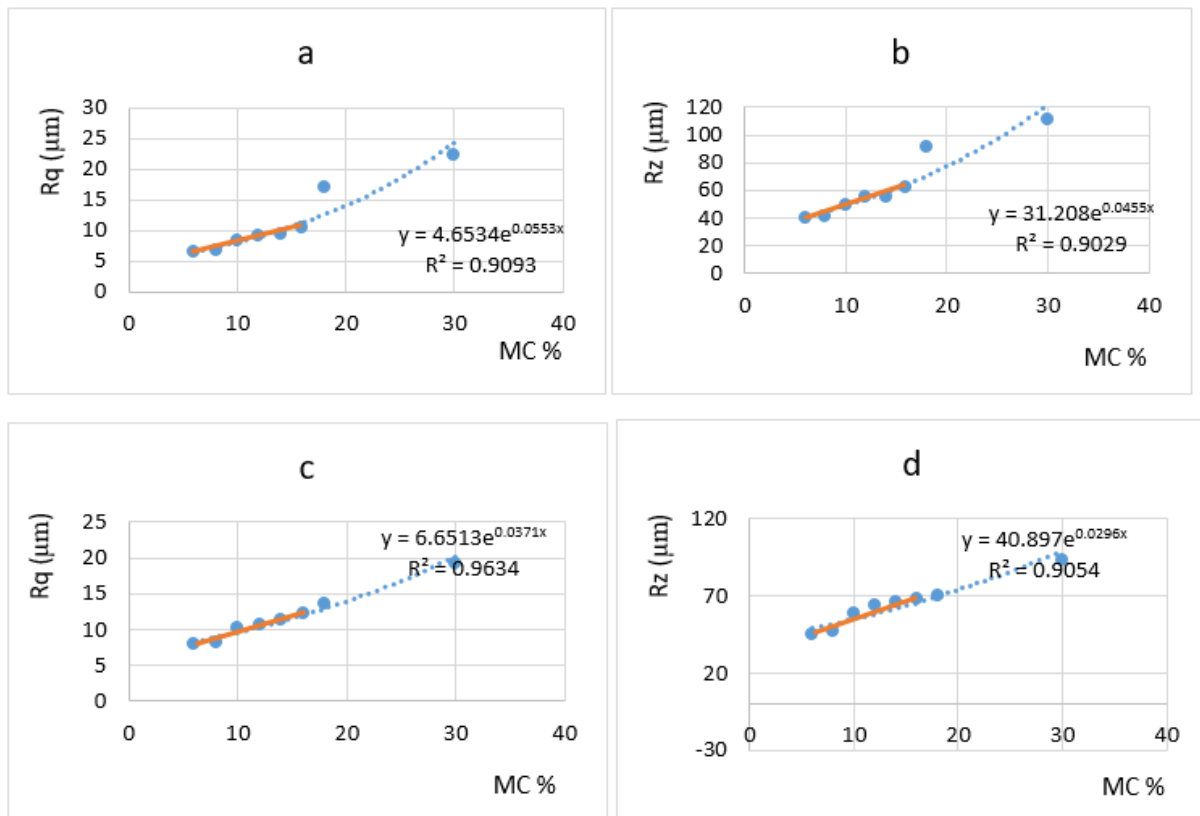 a
Rq (μm)
30
25
20
15
10
5
0
0 10 20 30 40
y = 4.6534e^0.0553x
R² = 0.9093
MC %
b
Rz (μm)
120
100
80
60
40
20
0
0 10 20 30 40
y = 31.208e^0.0455x
R² = 0.9029
MC %
c
Rq (μm)
25
20
15
10
5
0
0 10 20 30 40
y = 6.6513e^0.0371x
R² = 0.9634
MC %
d
Rz (μm)
120
70
20
-30
0 10 20 30 40
y = 40.897e^0.0296x
R² = 0.9054
MC %